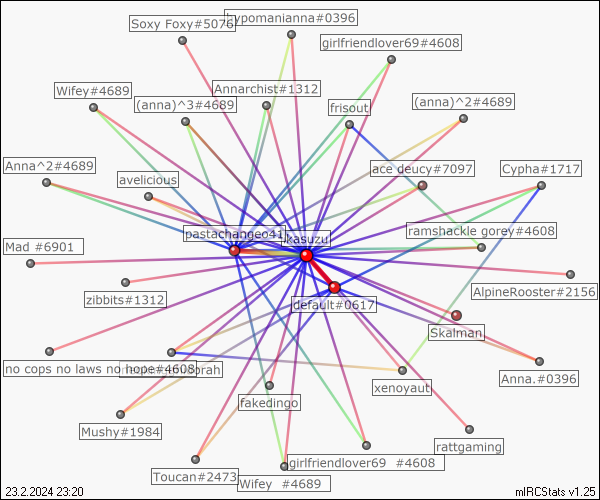 Soxy Foxy#5076
hypomanianna#0396
girlfriendlover69#4608
Wifey#4689
(anna)^3#4689
Annarchist#1312
frisout
(anna)^2#4689
Anna^2#4689
avelicious
ace deucy#7097
Cypha#1717
pastachange41
kasuzu
ramshackle gorey#4608
Mad #6901
zibbits#1312
default#0617
AlpineRooster#2156
Skalman
no cops no laws no hope#4608
orah
xenoyaut
Anna.#0396
fakedingo
Mushy#1984
rattgaming
Toucan#2473
Wifey #4689
girlfriendlover69 #4608
23.2.2024 23:20
mIRCStats v1.25